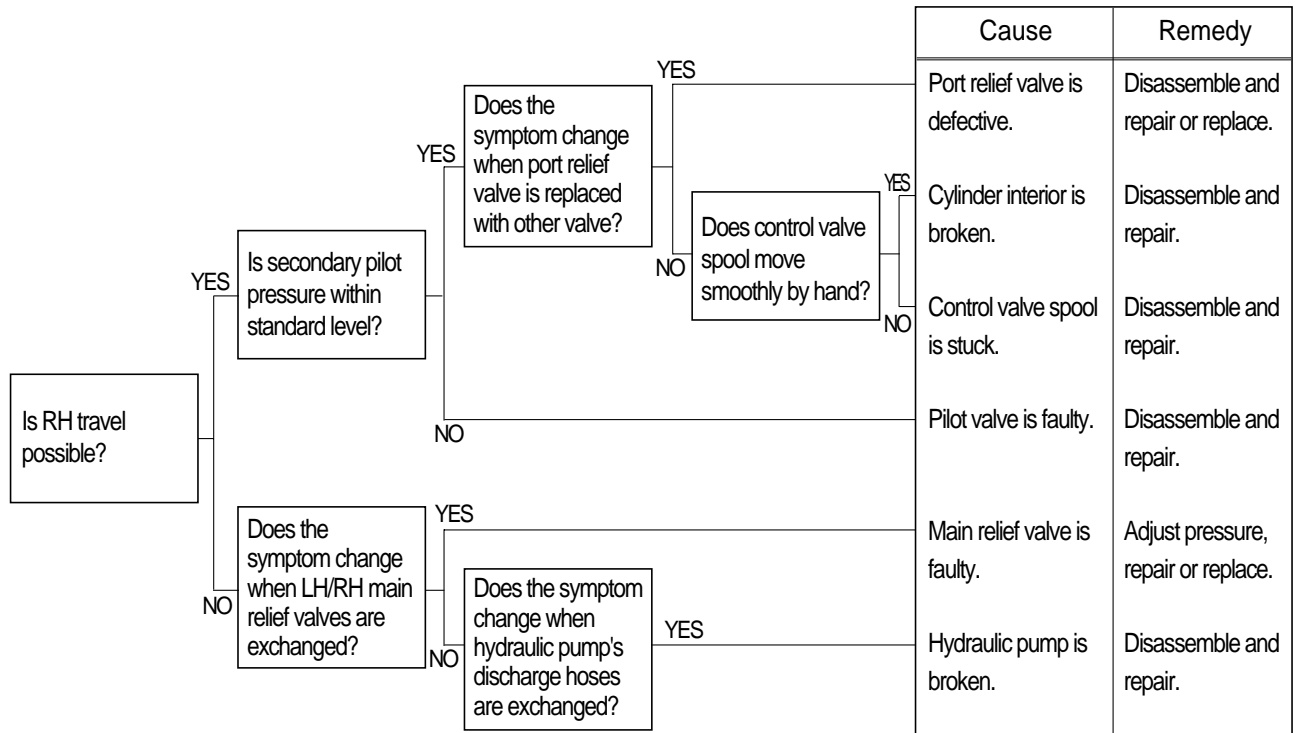 Cause
Remedy
YES
Port relief valve is
defective.
Disassemble and
repair or replace.
Does the
symptom change
when port relief
valve is replaced
with other valve?
YES
YES
Cylinder interior is
broken.
Disassemble and
repair.
Does control valve
spool move
smoothly by hand?
NO
NO
Control valve spool
is stuck.
Disassemble and
repair.
Is secondary pilot
pressure within
standard level?
YES
NO
Pilot valve is faulty.
Disassemble and
repair.
Is RH travel
possible?
NO
Does the
symptom change
when LH/RH main
relief valves are
exchanged?
YES
Main relief valve is
faulty.
Adjust pressure,
repair or replace.
NO
Does the symptom
change when
hydraulic pump's
discharge hoses
are exchanged?
YES
Hydraulic pump is
broken.
Disassemble and
repair.